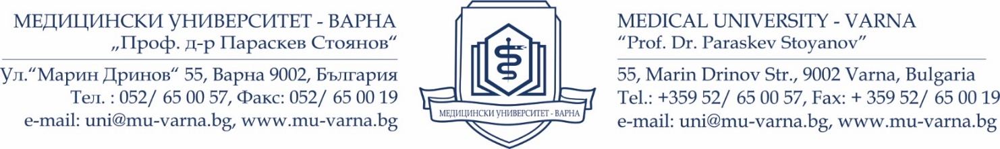 МЕДИЦИНСКИ УНИВЕРСИТЕТ - ВАРНА
„Проф. д-р Параскев Стоянов“
Ул.“Марин Дринов“ 55, Варна 9002, България
Тел. : 052/ 65 00 57, Факс: 052/ 65 00 19
e-mail: uni@mu-varna.bg, www.mu-varna.bg
МЕДИЦИНСКИ УНИВЕРСИТЕТ - ВАРНА
MEDICAL UNIVERSITY - VARNA
“Prof. Dr. Paraskev Stoyanov”
55, Marin Drinov Str., 9002 Varna, Bulgaria
Tel.: +359 52/ 65 00 57, Fax: + 359 52/ 65 00 19
e-mail: uni@mu-varna.bg, www.mu-varna.bg